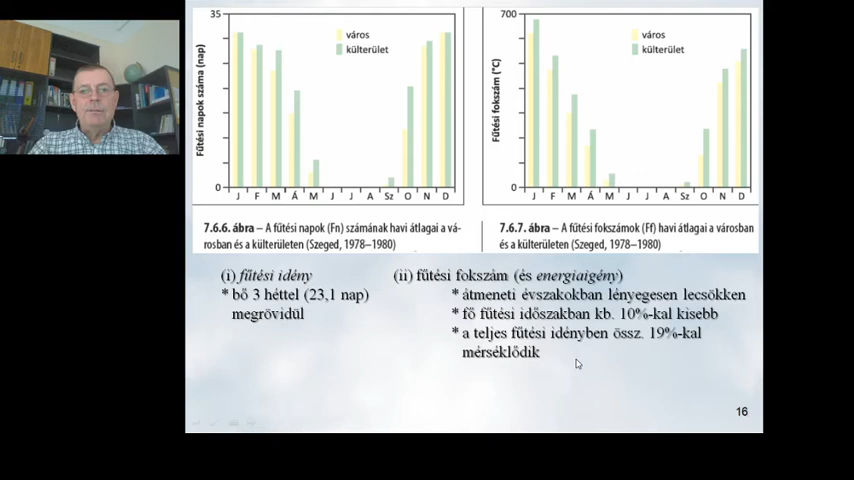 35
Fűtési napok száma (nap)
város
külterület
0
J F M Á M J J A Sz O N D
700
Fűtési fokszám (°C)
város
külterület
0
J F M Á M J J A Sz O N D
7.6.6. ábra – A fűtési napok (Fn) számának havi átlagai a vá-
rosban és a külterületen (Szeged, 1978–1980)
7.6.7. ábra – A fűtési fokszámok (Ff) havi átlagai a városban
és a külterületen (Szeged, 1978–1980)
(i) fűtési idény
* bő 3 héttel (23,1 nap)
megrövidül
(ii) fűtési fokszám (és energiaigény)
* átmeneti évszakokban lényegesen lecsökken
* fő fűtési időszakban kb. 10%-kal kisebb
* a teljes fűtési idényben össz. 19%-kal
mérséklődik
16